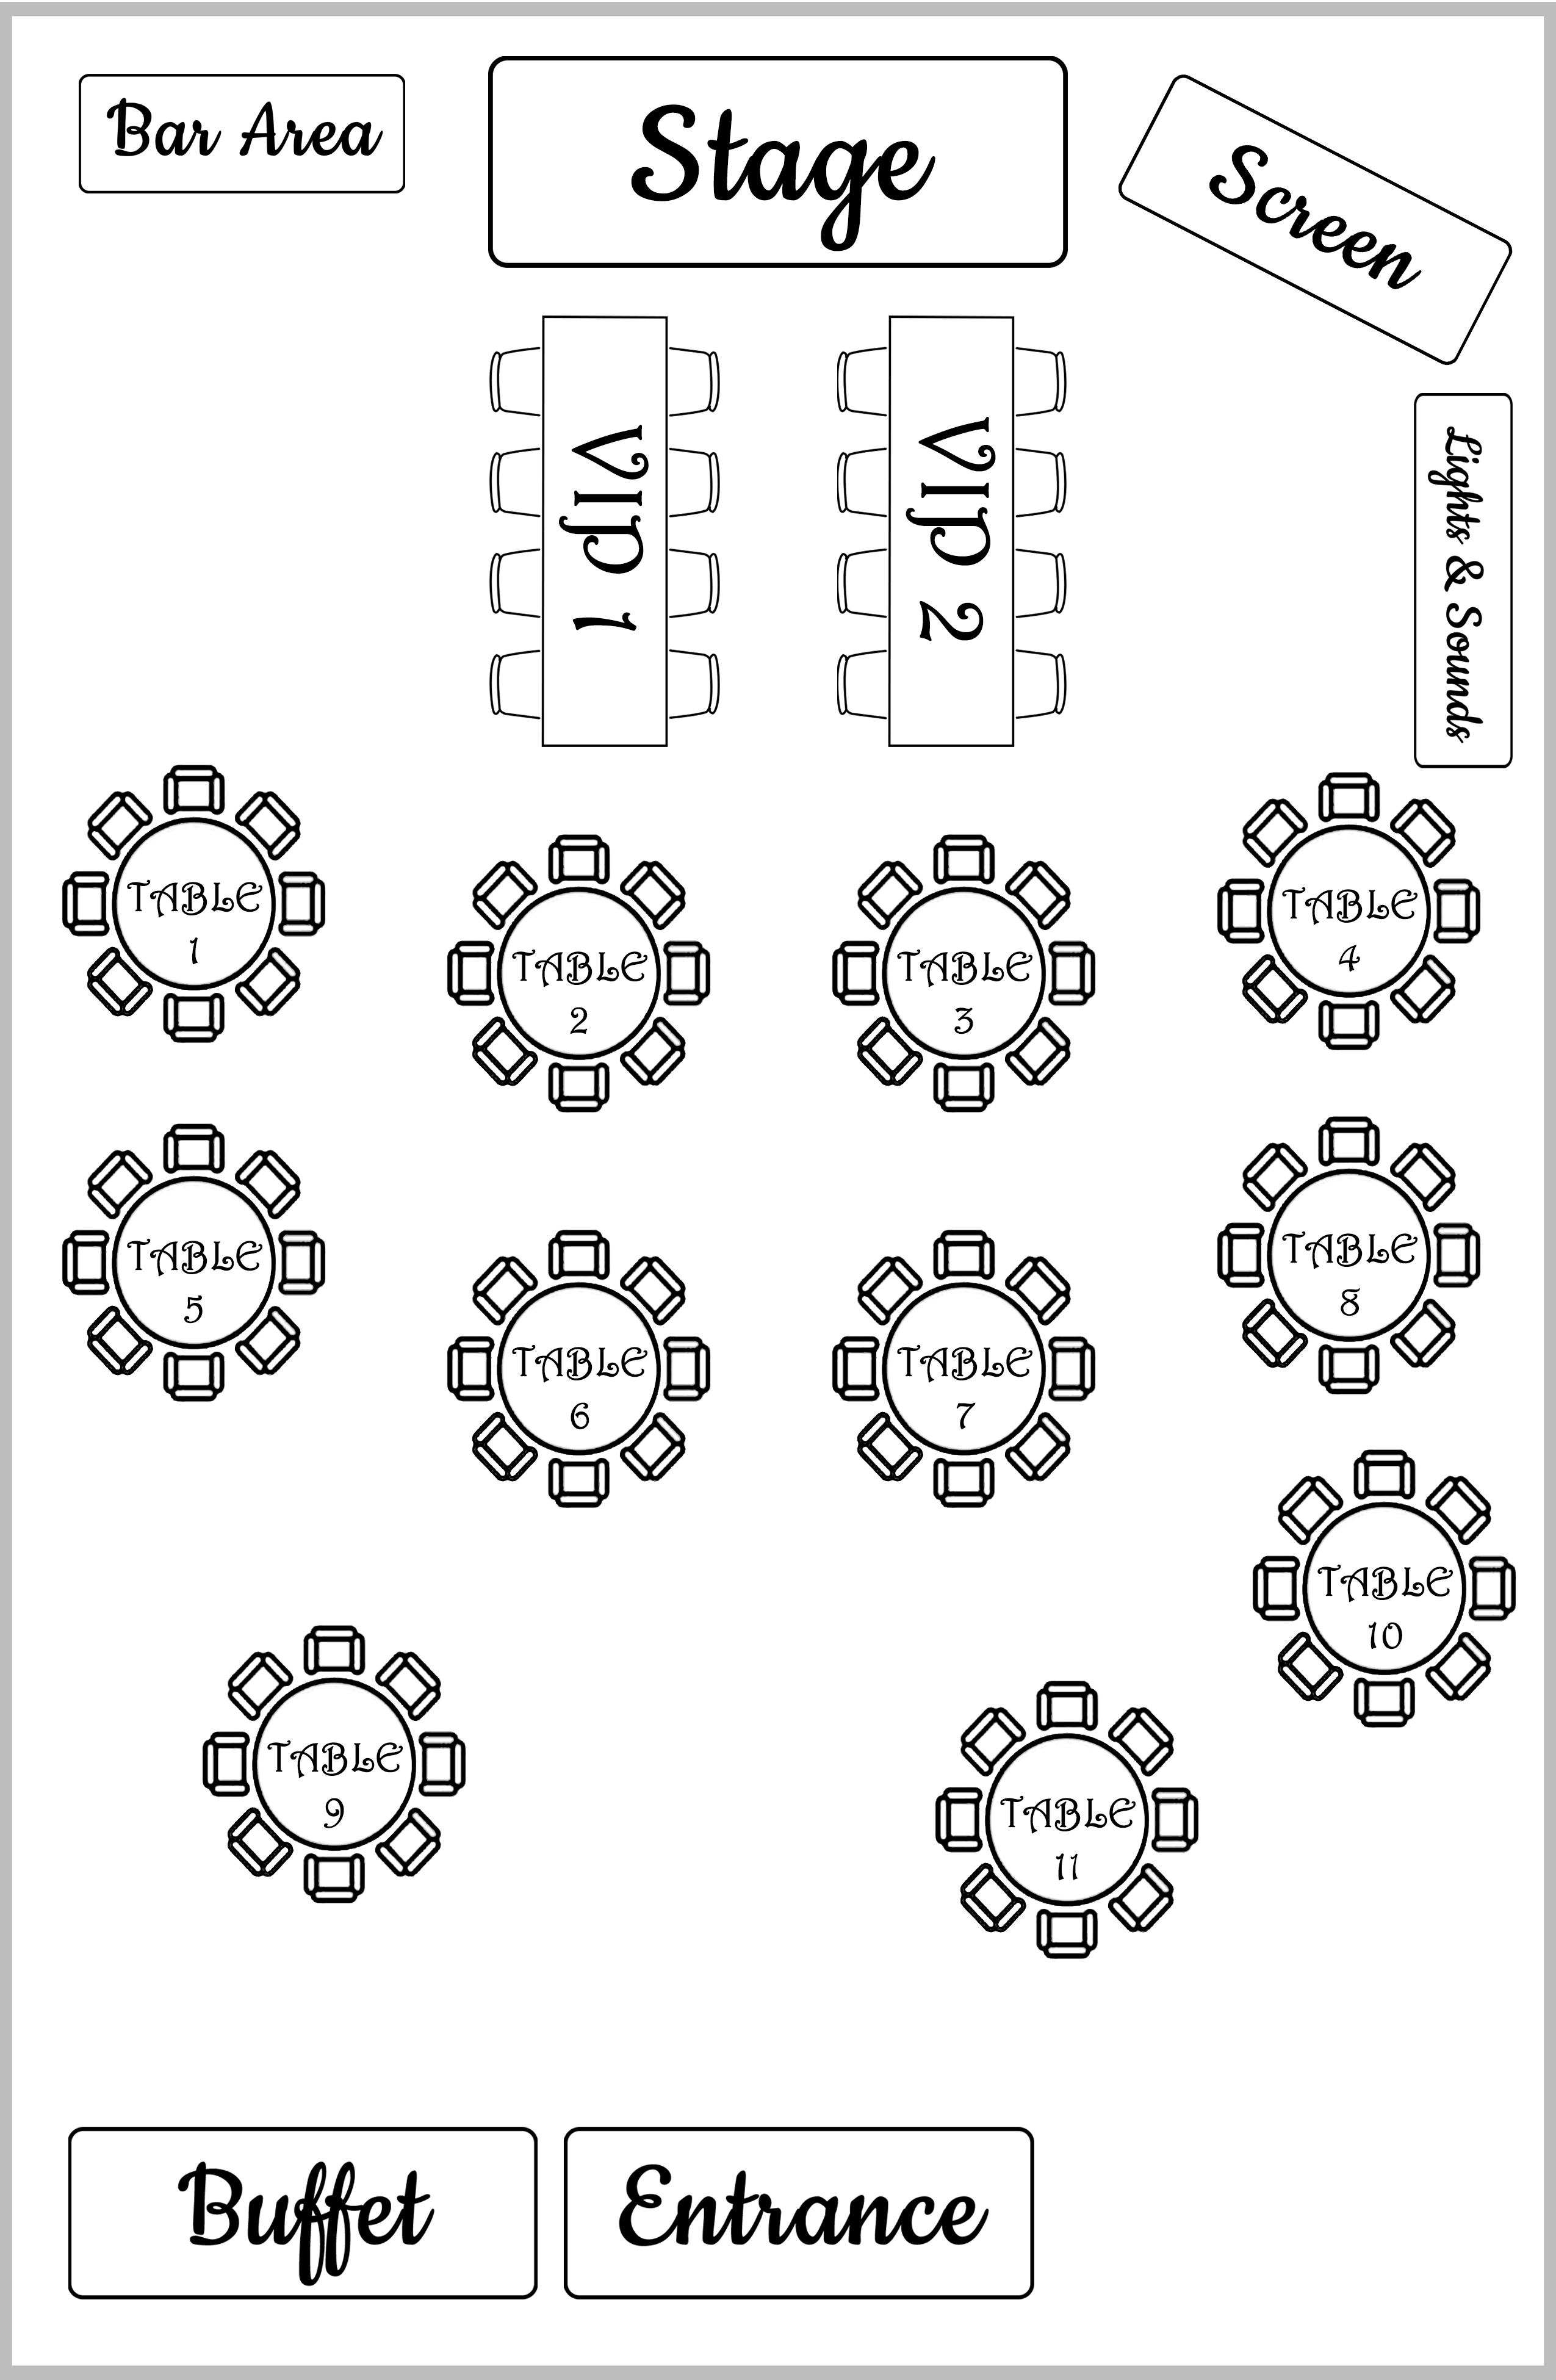 Bar Area
Stage
Screen
VIP 1
VIP 2
Lights & Sounds
TABLE
1
TABLE
2
TABLE
3
TABLE
4
TABLE
5
TABLE
6
TABLE
7
TABLE
8
TABLE
9
TABLE
10
TABLE
11
Buffet
Entrance